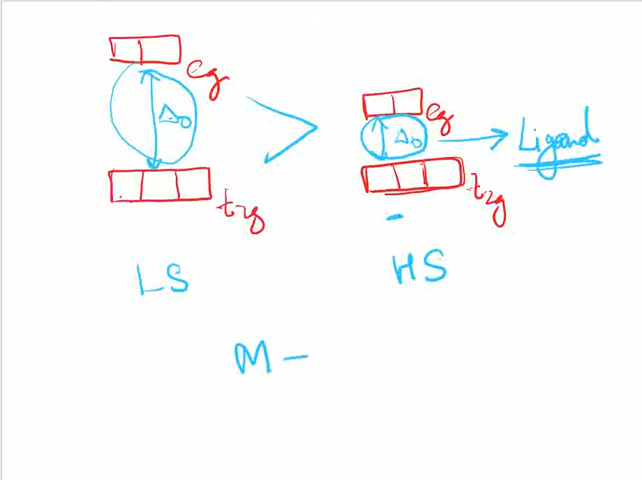 eg
Δo
t2g
LS
>
eg
Δo
t2g
HS
→ Ligand
M –